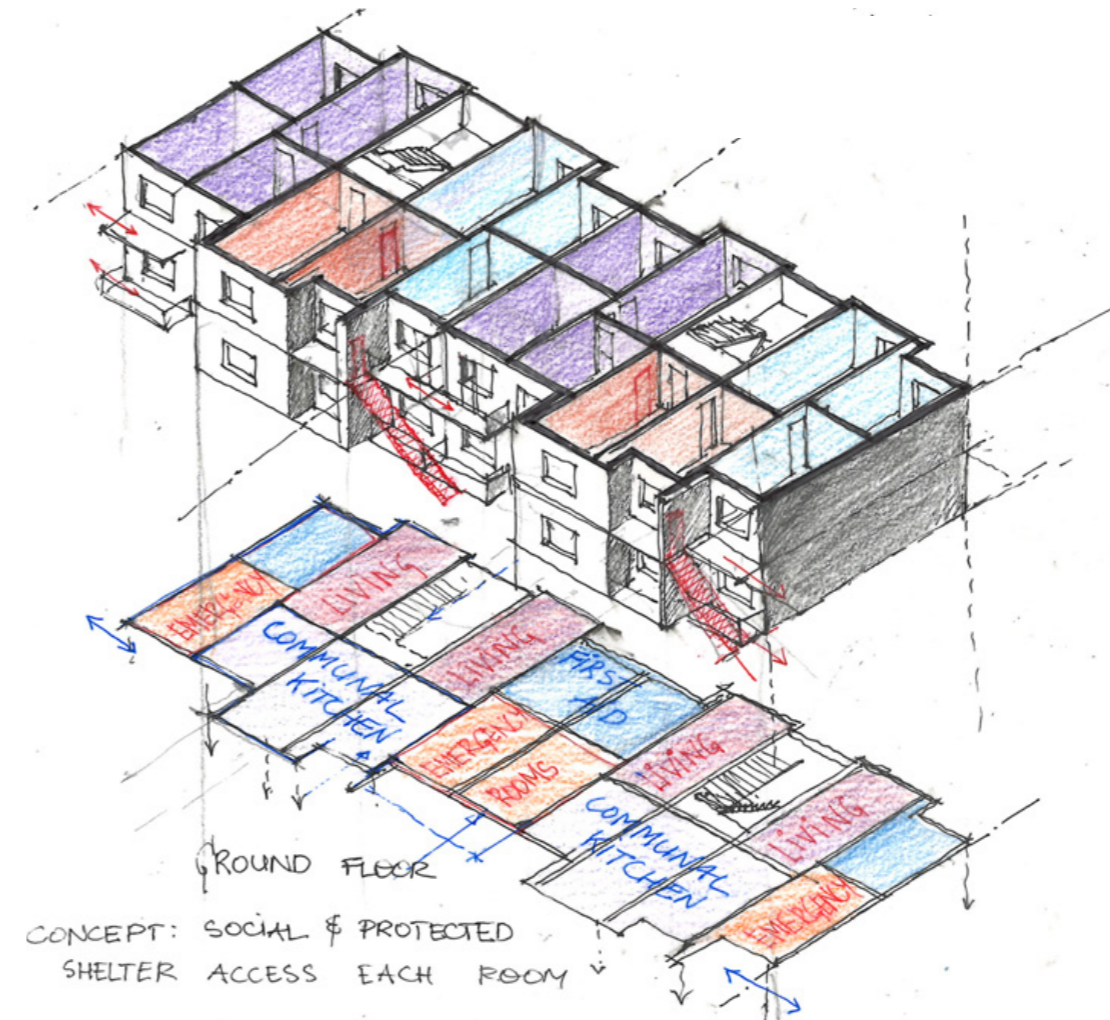 EMERGENCY
LIVING
COMMUNAL
KITCHEN
LIVING
FIRST
AID
EMERGENCY
ROOMS
LIVING
COMMUNAL
KITCHEN
LIVING
EMERGENCY
GROUND FLOOR
CONCEPT: SOCIAL & PROTECTED
SHELTER ACCESS EACH ROOM